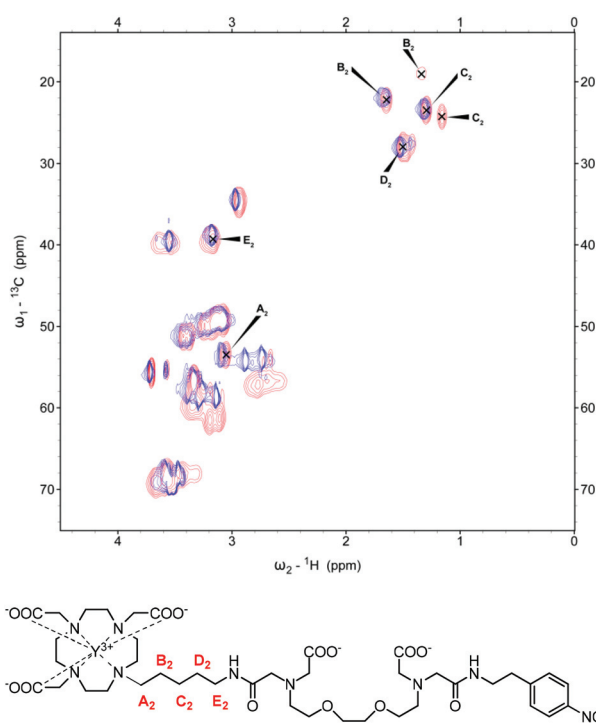 4 3 2 1 0
B₂
B₂ C₂
C₂
D₂
E₂
A₂
20 20
30 30
40 40
50 50
60 60
70 70
ω₁ - ¹³C (ppm)
4 3 2 1 0
ω₂ - ¹H (ppm)
⁻OOC COO⁻
N N
Y³⁺ COO⁻ COO⁻
B₂ D₂ H H
⁻OOC N N N N N N
A₂ C₂ E₂ O O
O O